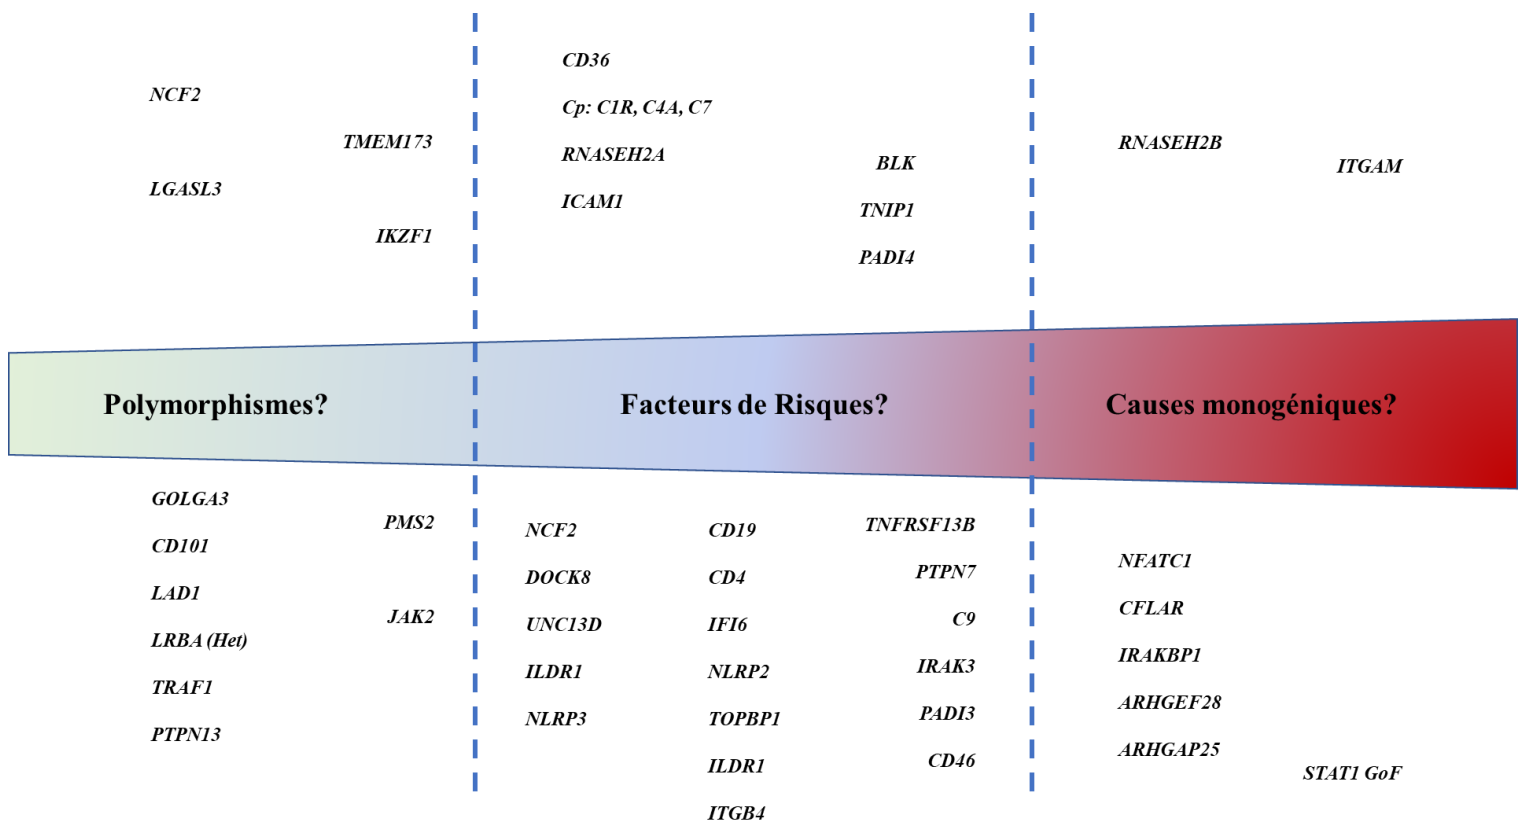 NCF2
TMEM173
LGASL3
IKZF1
CD36
Cp: C1R, C4A, C7
RNASEH2A
ICAM1
BLK
TNIP1
PADI4
RNASEH2B
ITGAM
Polymorphismes?
Facteurs de Risques?
Causes monogéniques?
GOLGA3
PMS2
CD101
LAD1
JAK2
LRBA (Het)
TRAF1
PTPN13
NCF2
DOCK8
UNC13D
ILDR1
NLRP3
CD19
CD4
IFI6
NLRP2
TOPBP1
ILDR1
ITGB4
TNFRSF13B
PTPN7
C9
IRAK3
PADI3
CD46
NFATC1
CFLAR
IRAKBP1
ARHGEF28
ARHGAP25
STAT1 GoF